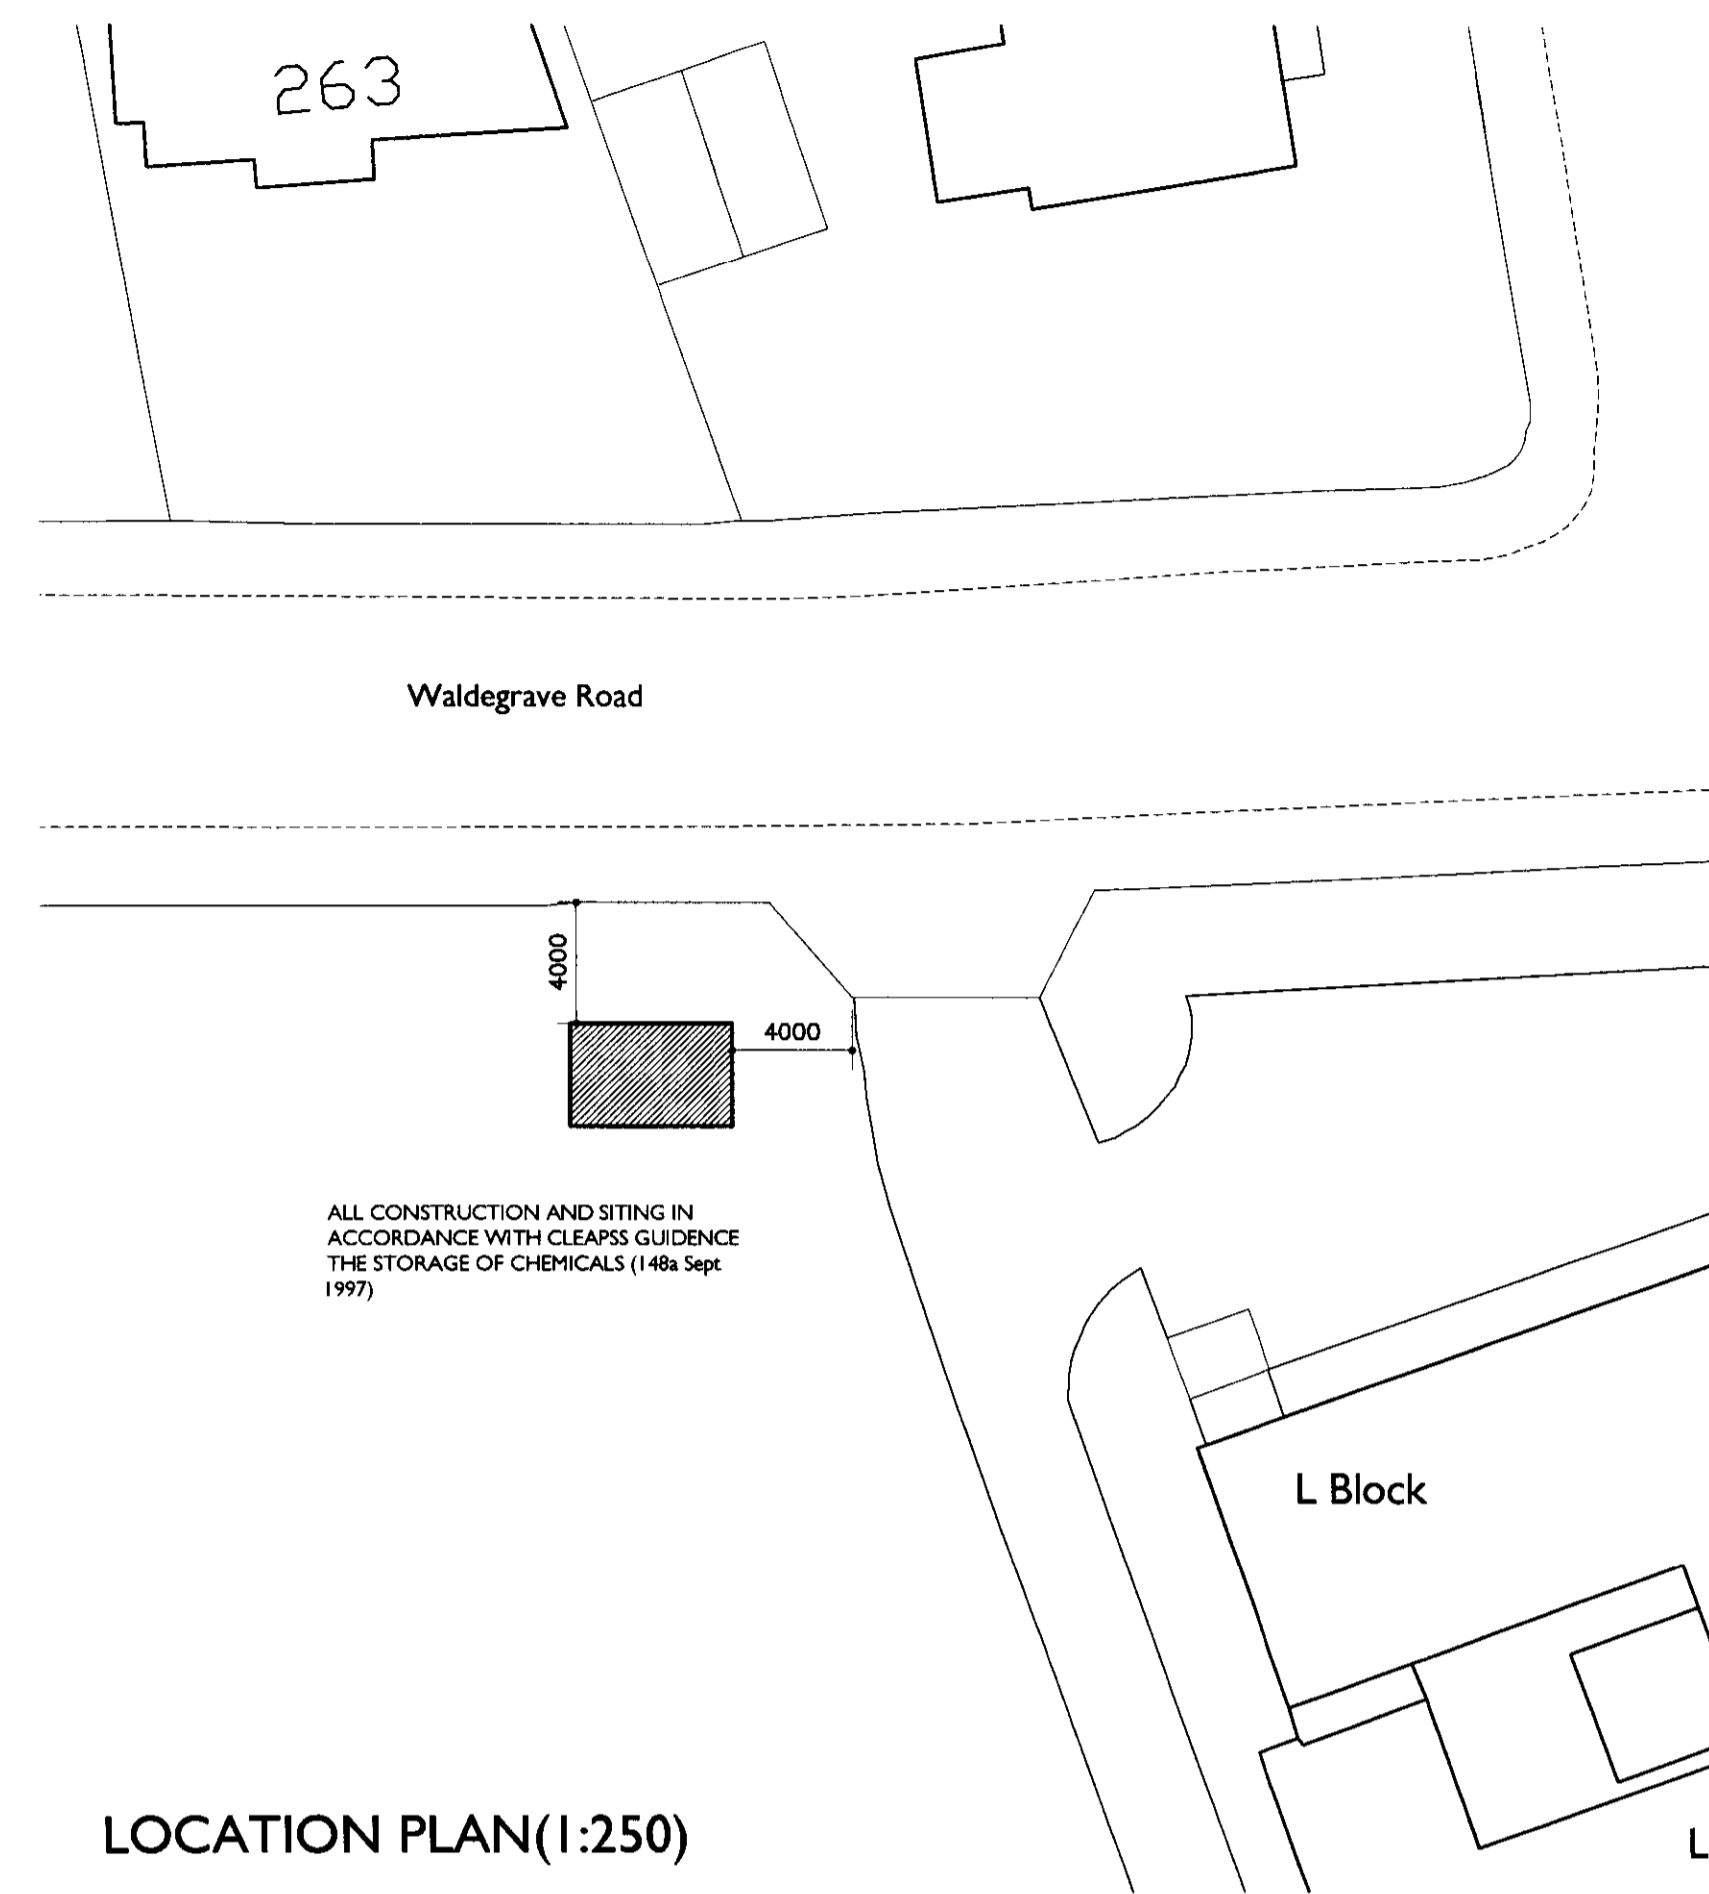 263
Waldegrave Road
4000
4000
ALL CONSTRUCTION AND SITING IN
ACCORDANCE WITH CLEAPSS GUIDENCE
THE STORAGE OF CHEMICALS (148a Sept
1997)
L Block
LOCATION PLAN(1:250)
L